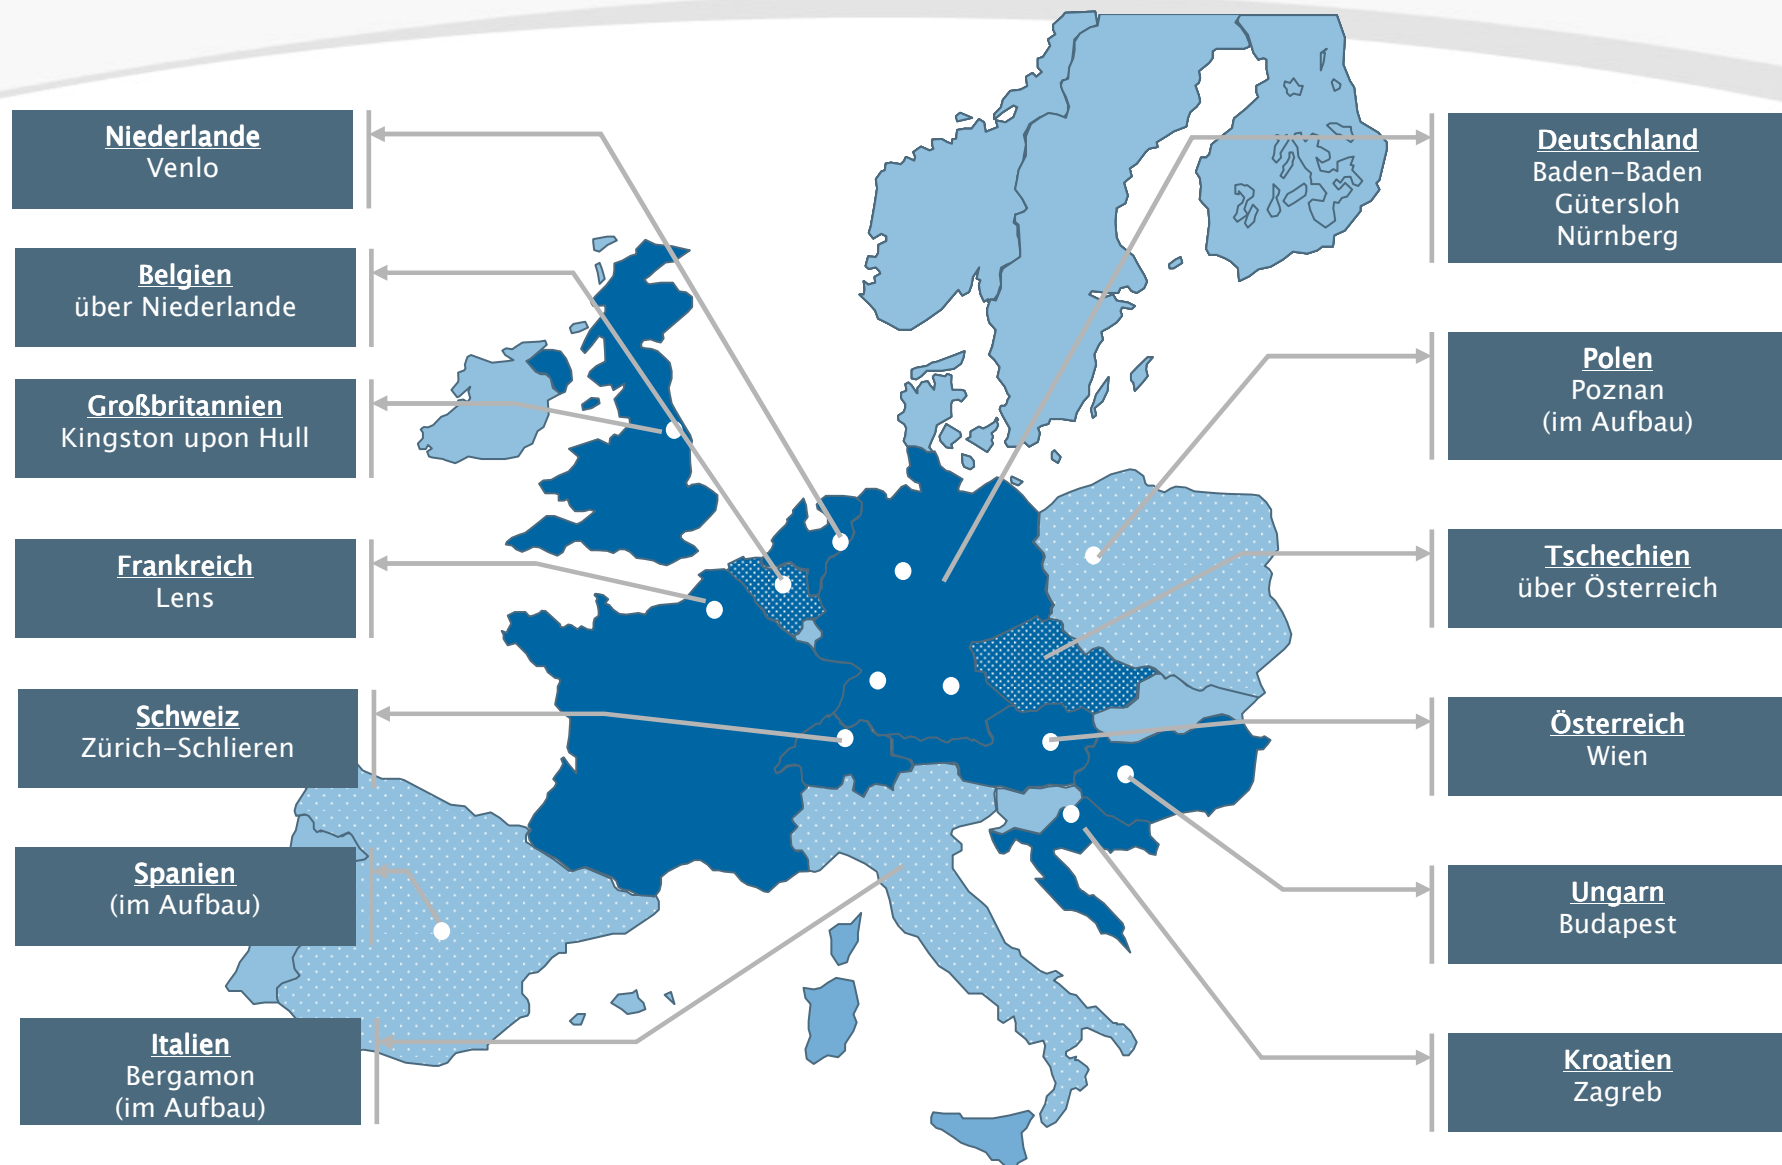 Niederlande
Venlo
Belgien
über Niederlande
Großbritannien
Kingston upon Hull
Frankreich
Lens
Schweiz
Zürich-Schlieren
Spanien
(im Aufbau)
Italien
Bergamon
(im Aufbau)
Deutschland
Baden-Baden
Gütersloh
Nürnberg
Polen
Poznan
(im Aufbau)
Tschechien
über Österreich
Österreich
Wien
Ungarn
Budapest
Kroatien
Zagreb